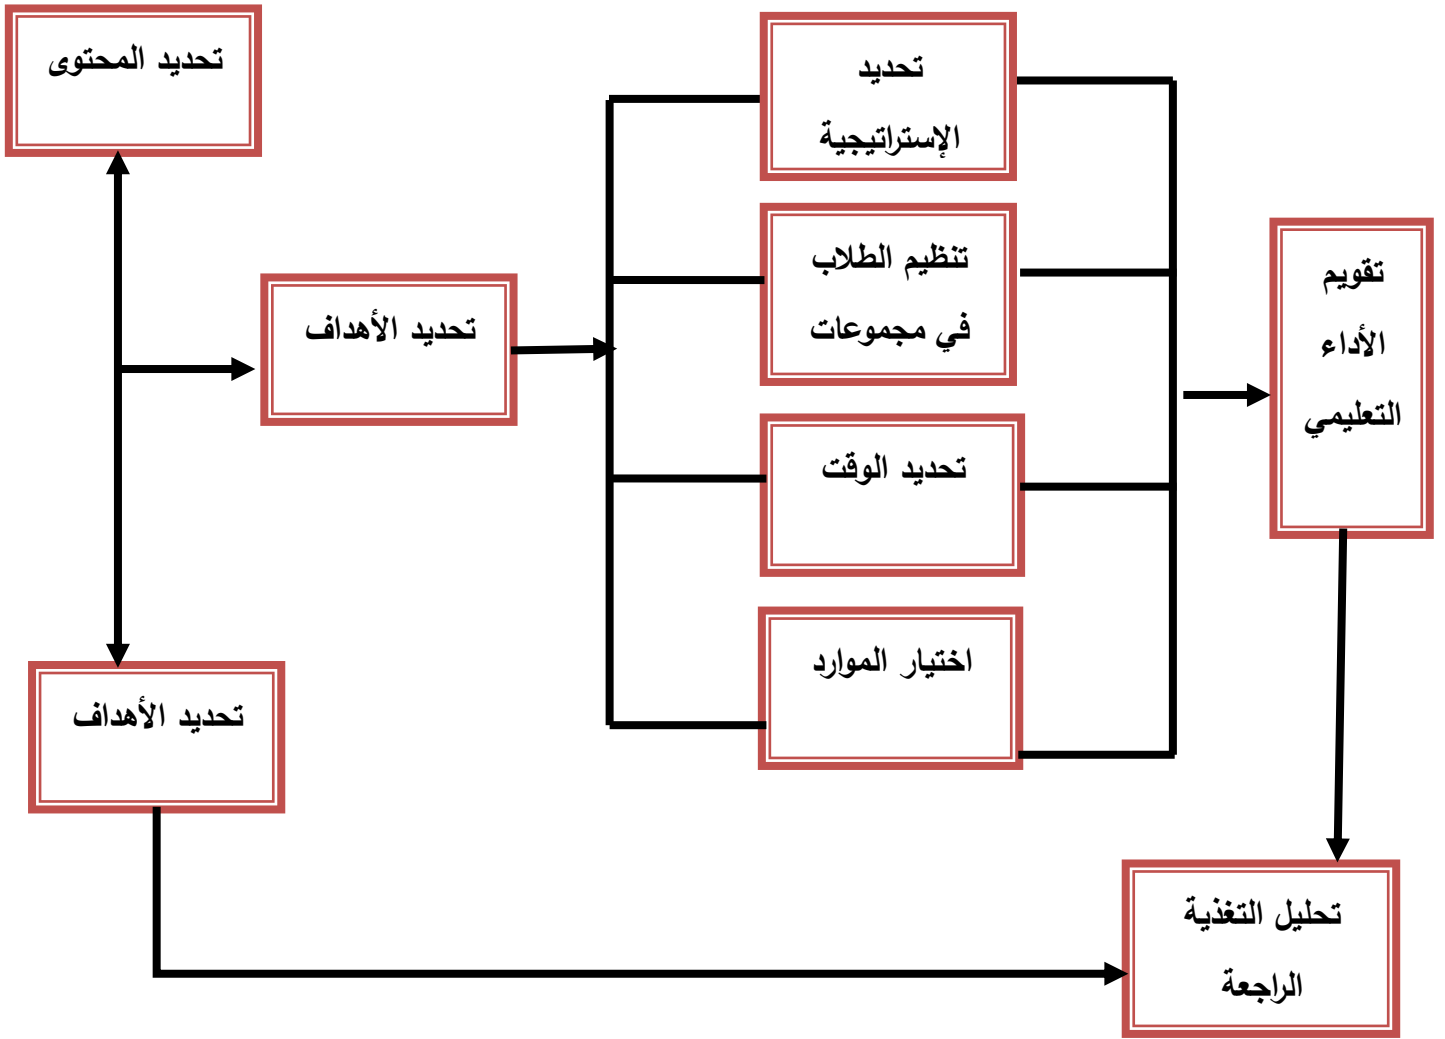 تحديد المحتوى
تحديد
الإستراتيجية
تنظيم الطلاب
في مجموعات
تقويم
الأداء
التعليمي
تحديد الأهداف
تحديد الوقت
اختيار الموارد
تحديد الأهداف
تحليل التغذية
الراجعة